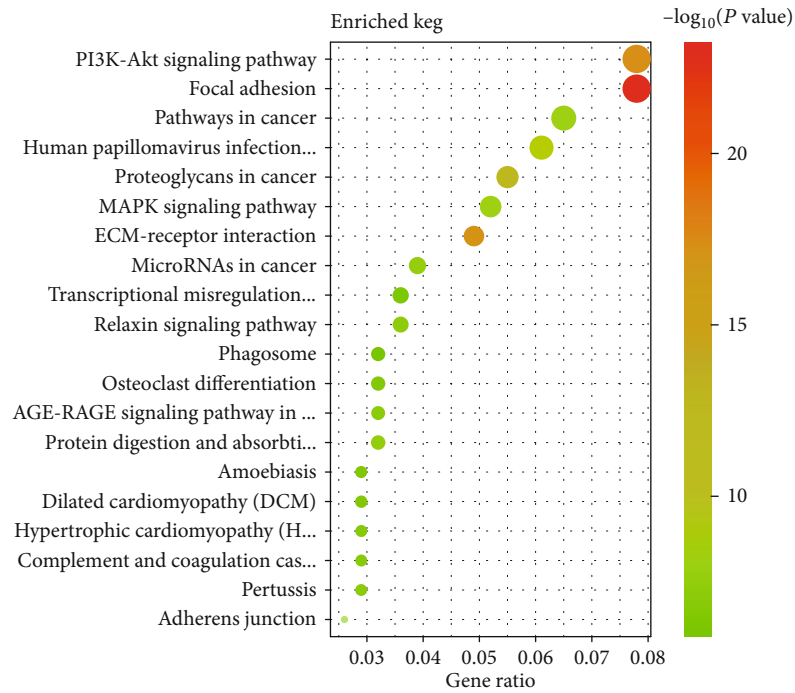 Enriched keg
−log10(P value)
PI3K-Akt signaling pathway
Focal adhesion
Pathways in cancer
Human papillomavirus infection...
Proteoglycans in cancer
MAPK signaling pathway
ECM-receptor interaction
MicroRNAs in cancer
Transcriptional misregulation...
Relaxin signaling pathway
Phagosome
Osteoclast differentiation
AGE-RAGE signaling pathway in ...
Protein digestion and absorbti...
Amoebiasis
Dilated cardiomyopathy (DCM)
Hypertrophic cardiomyopathy (H...
Complement and coagulation cas...
Pertussis
Adherens junction
20
15
10
0.03 0.04 0.05 0.06 0.07 0.08
Gene ratio